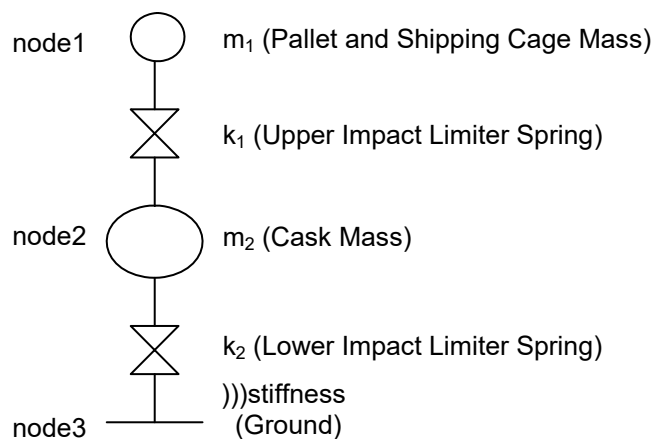 node1 m₁ (Pallet and Shipping Cage Mass)
k₁ (Upper Impact Limiter Spring)
node2 m₂ (Cask Mass)
k₂ (Lower Impact Limiter Spring)
)))stiffness
node3 (Ground)